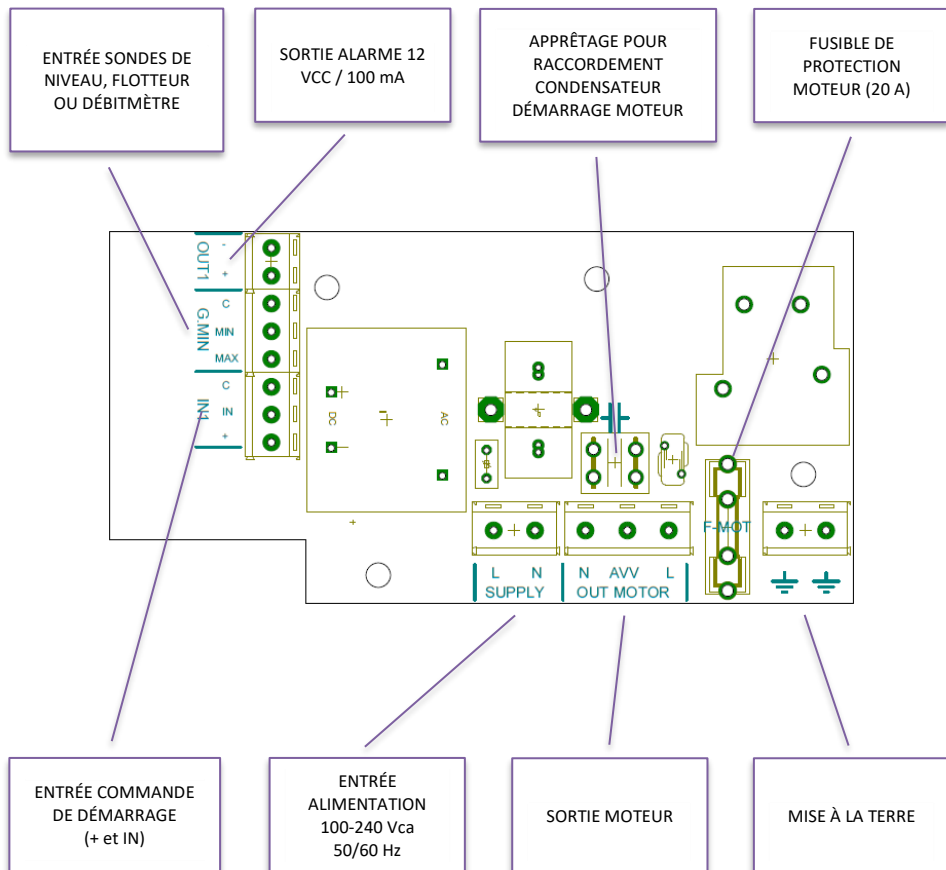 ENTRÉE SONDES DE
NIVEAU, FLOTTEUR
OU DÉBITMÈTRE
SORTIE ALARME 12
VCC / 100 mA
APPRÊTAGE POUR
RACCORDEMENT
CONDENSATEUR
DÉMARRAGE MOTEUR
FUSIBLE DE
PROTECTION
MOTEUR (20 A)
OUT1
-
+
G.MIN
C
MIN
MAX
IN1
C
IN
+
DC
AC
F-MOT
L N
SUPPLY
N AVV L
OUT MOTOR
ENTRÉE COMMANDE
DE DÉMARRAGE
(+ et IN)
ENTRÉE
ALIMENTATION
100-240 Vca
50/60 Hz
SORTIE MOTEUR
MISE À LA TERRE